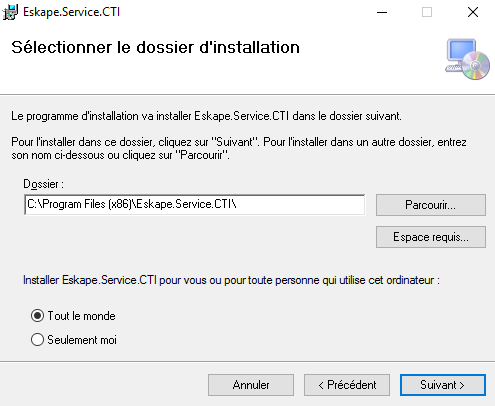 Eskape.Service.CTI
Sélectionner le dossier d'installation
Le programme d'installation va installer Eskape.Service.CTI dans le dossier suivant.
Pour l'installer dans ce dossier, cliquez sur "Suivant". Pour l'installer dans un autre dossier, entrez
son nom ci-dessous ou cliquez sur "Parcourir".
Dossier :
C:\Program Files (x86)\Eskape.Service.CTI\
Parcourir...
Espace requis...
Installer Eskape.Service.CTI pour vous ou pour toute personne qui utilise cet ordinateur :
Tout le monde
Seulement moi
Annuler
< Précédent
Suivant >